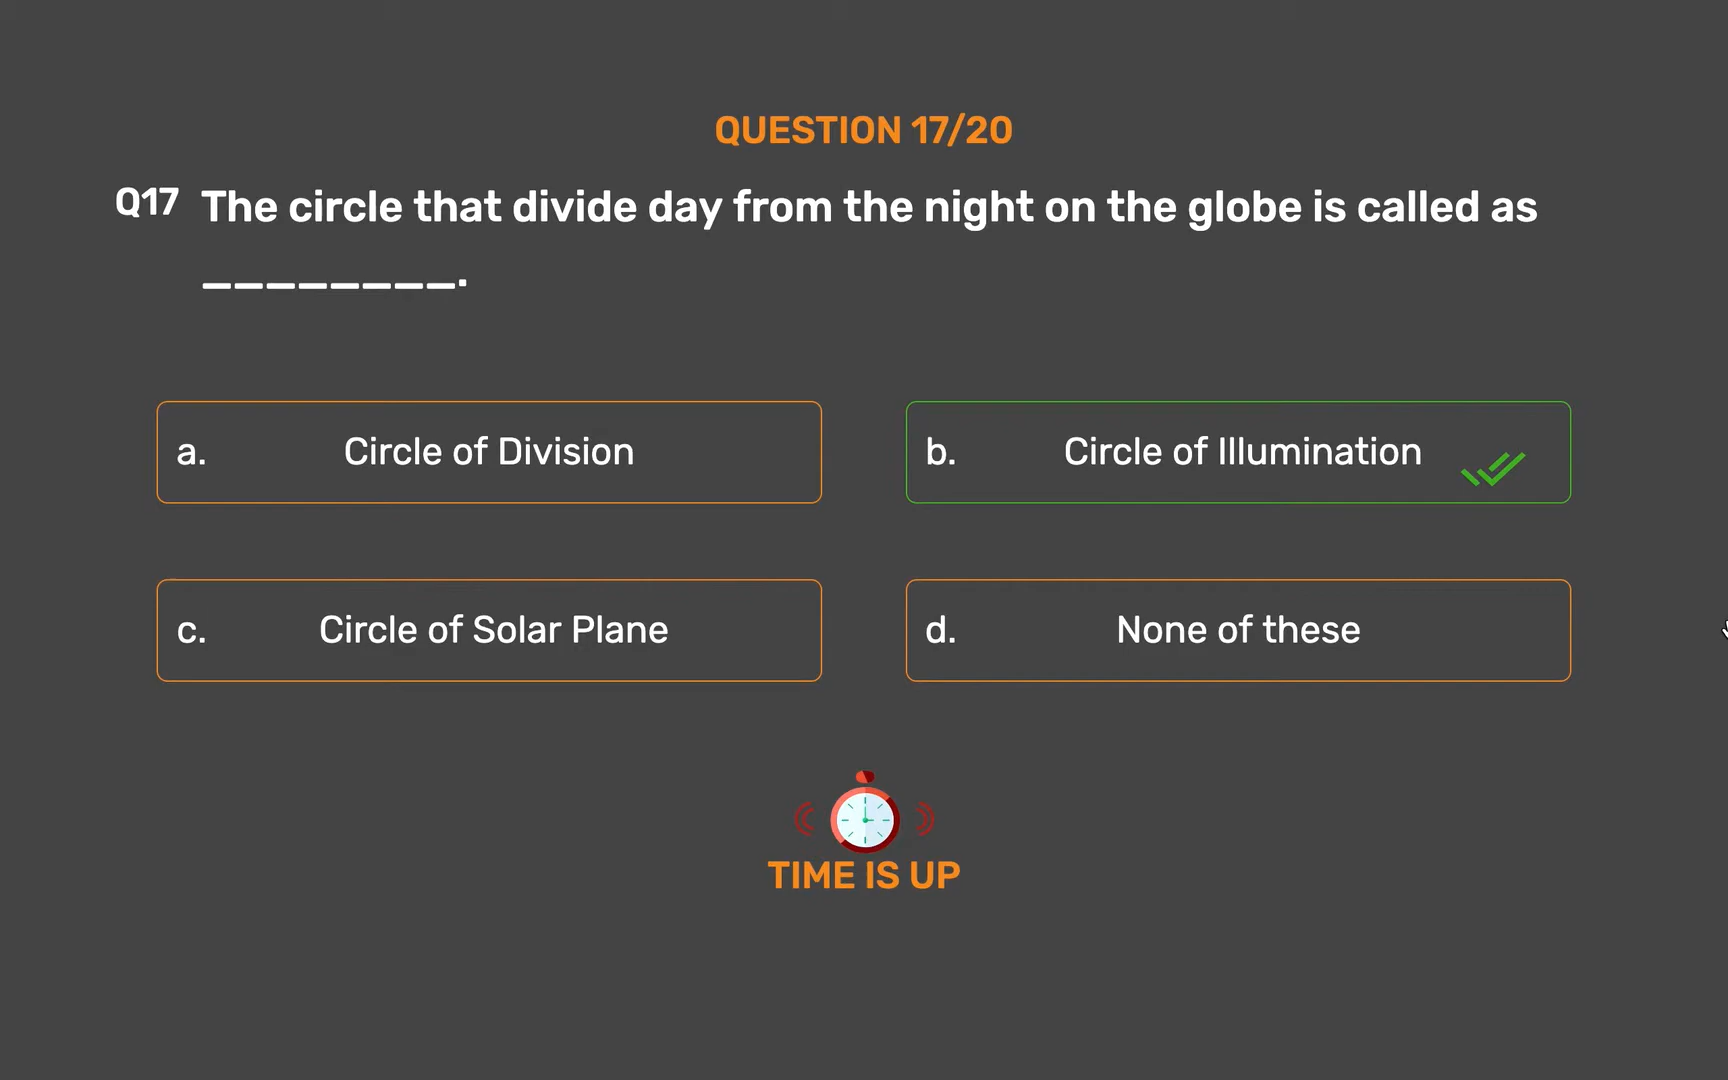 QUESTION 17/20
Q17 The circle that divide day from the night on the globe is called as
________.
a. Circle of Division
b. Circle of Illumination
c. Circle of Solar Plane
d. None of these
TIME IS UP